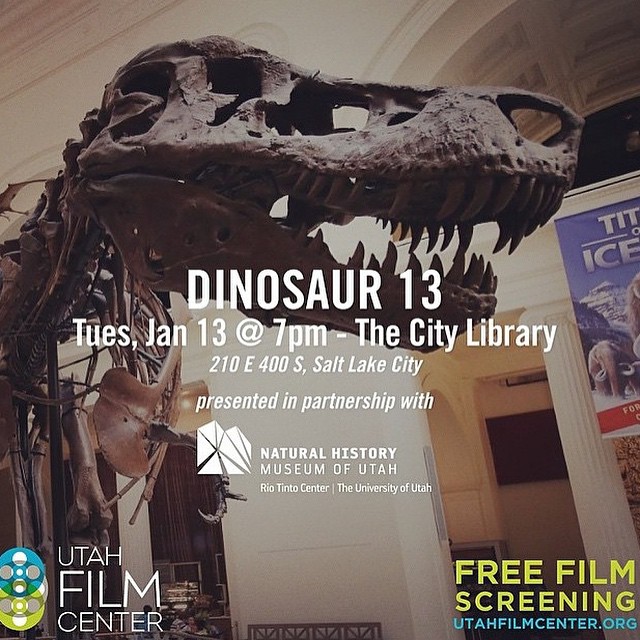 TIT
ICE
DINOSAUR 13
Tues, Jan 13 @ 7pm - The City Library
210 E 400 S, Salt Lake City
presented in partnership with
NATURAL HISTORY
MUSEUM OF UTAH
Rio Tinto Center | The University of Utah
UTAH
FILM
CENTER
FREE FILM
SCREENING
UTAHFILMCENTER.ORG